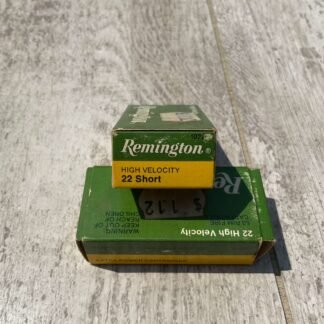 Remington®
HIGH VELOCITY
22 Short
$1.12
22 High Velocity
WARNING:
KEEP OUT OF
REACH OF
CHILDREN